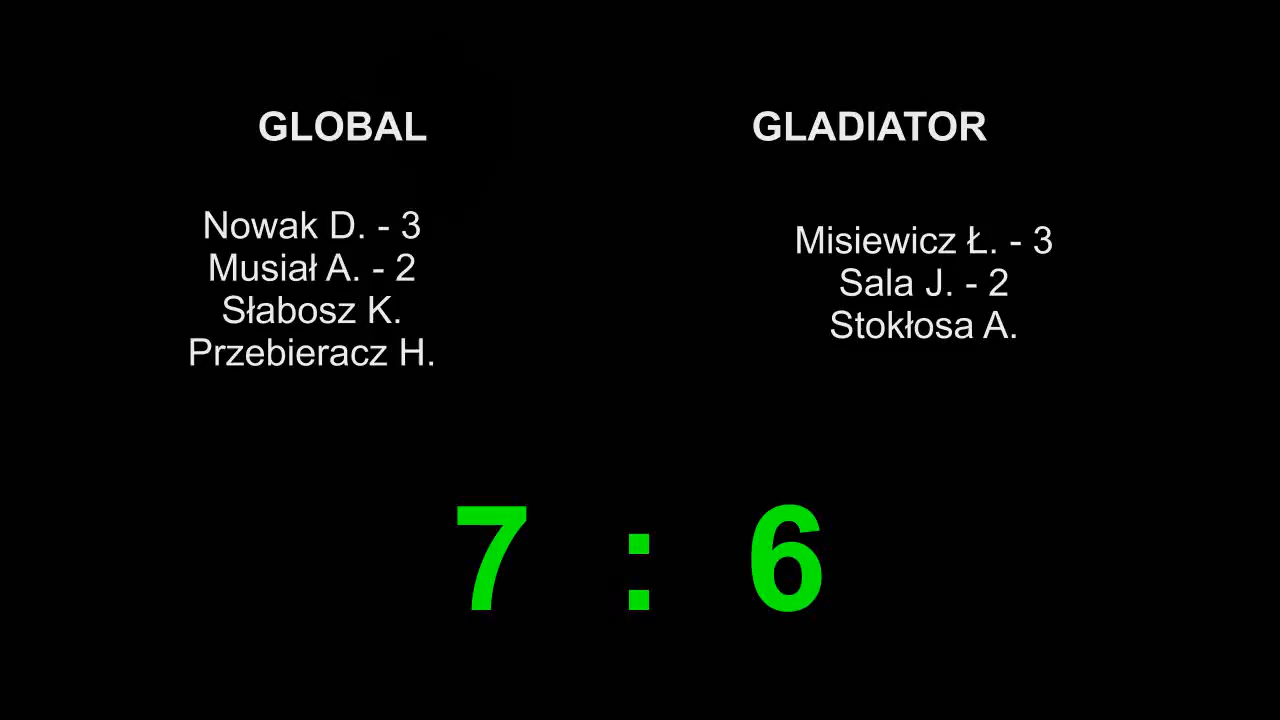 GLOBAL
Nowak D. - 3
Musiał A. - 2
Słabosz K.
Przebieracz H.
GLADIATOR
Misiewicz Ł. - 3
Sala J. - 2
Stokłosa A.
7 : 6